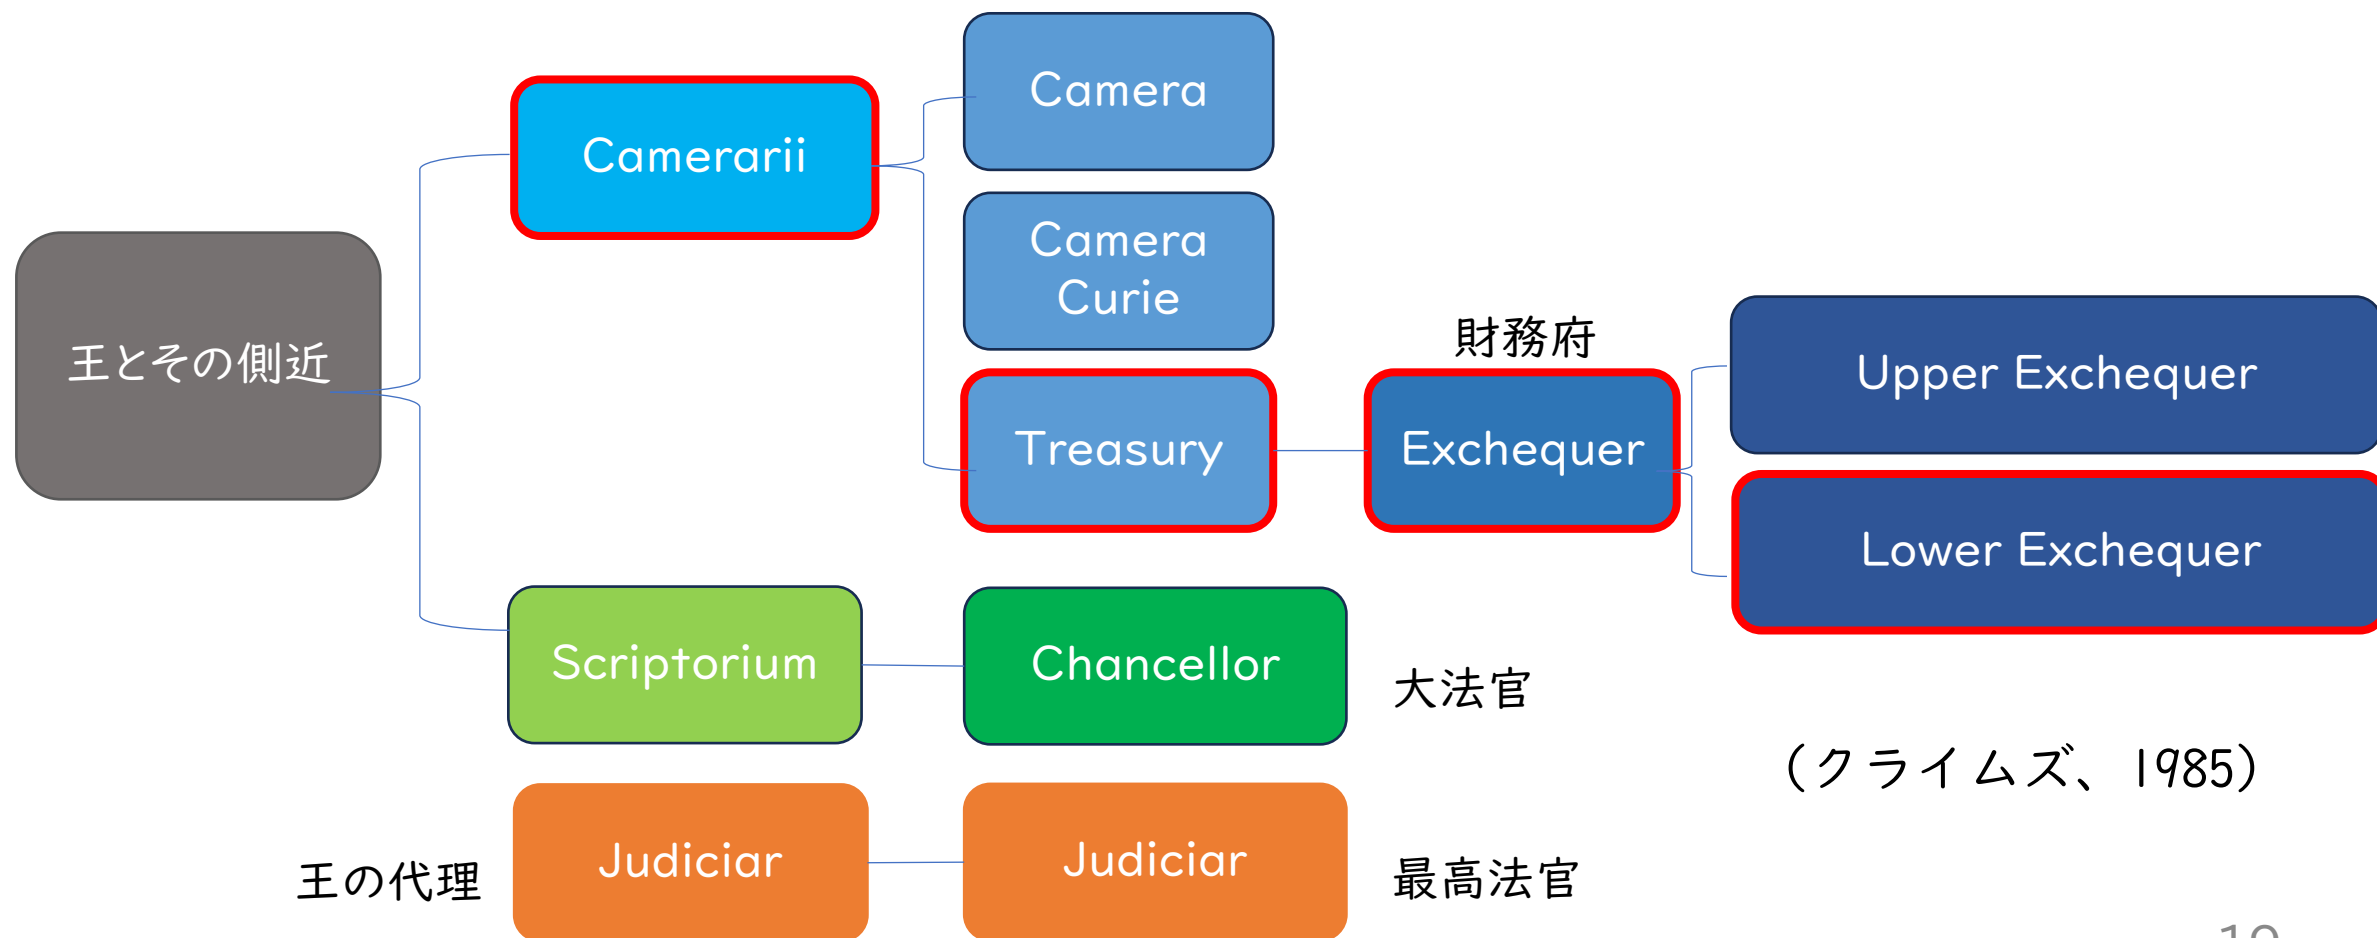 Camera
Camerarii
Camera
Curie
王とその側近
財務府
Treasury
Exchequer
Upper Exchequer
Lower Exchequer
Scriptorium
Chancellor
大法官
(クライムズ、1985)
王の代理
Judiciar
Judiciar
最高法官